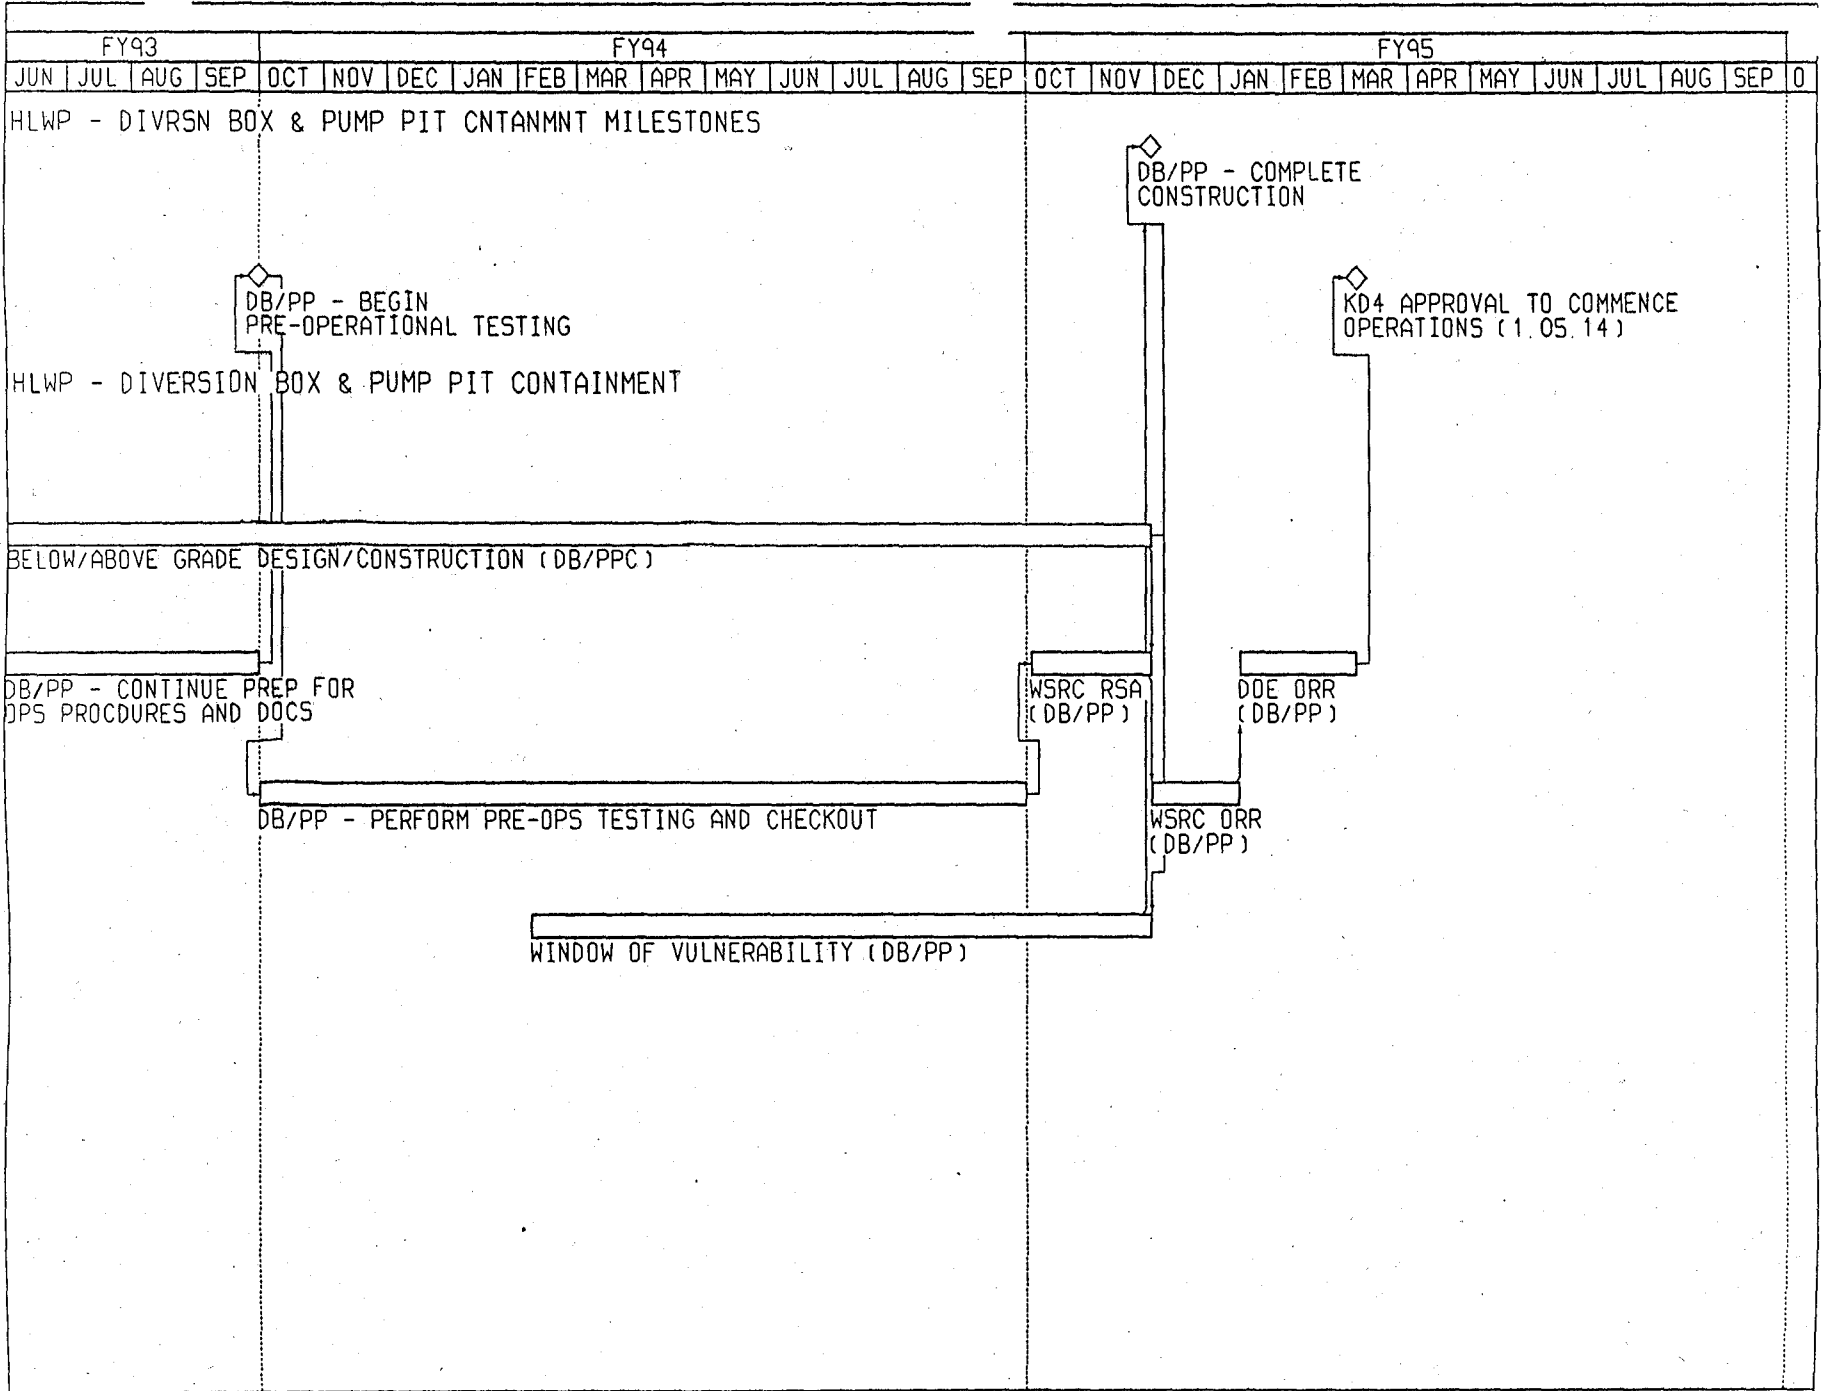 FY93 FY94 FY95
JUN JUL AUG SEP OCT NOV DEC JAN FEB MAR APR MAY JUN JUL AUG SEP OCT NOV DEC JAN FEB MAR APR MAY JUN JUL AUG SEP O
HLWP - DIVRSN BOX & PUMP PIT CNTANMNT MILESTONES
DB/PP - COMPLETE
CONSTRUCTION
DB/PP - BEGIN
PRE-OPERATIONAL TESTING
KD4 APPROVAL TO COMMENCE
OPERATIONS (1.05.14)
HLWP - DIVERSION BOX & PUMP PIT CONTAINMENT
BELOW/ABOVE GRADE DESIGN/CONSTRUCTION (DB/PPC)
DB/PP - CONTINUE PREP FOR
OPS PROCDURES AND DOCS
WSRC RSA
(DB/PP)
DOE ORR
(DB/PP)
DB/PP - PERFORM PRE-OPS TESTING AND CHECKOUT
WSRC ORR
(DB/PP)
WINDOW OF VULNERABILITY (DB/PP)